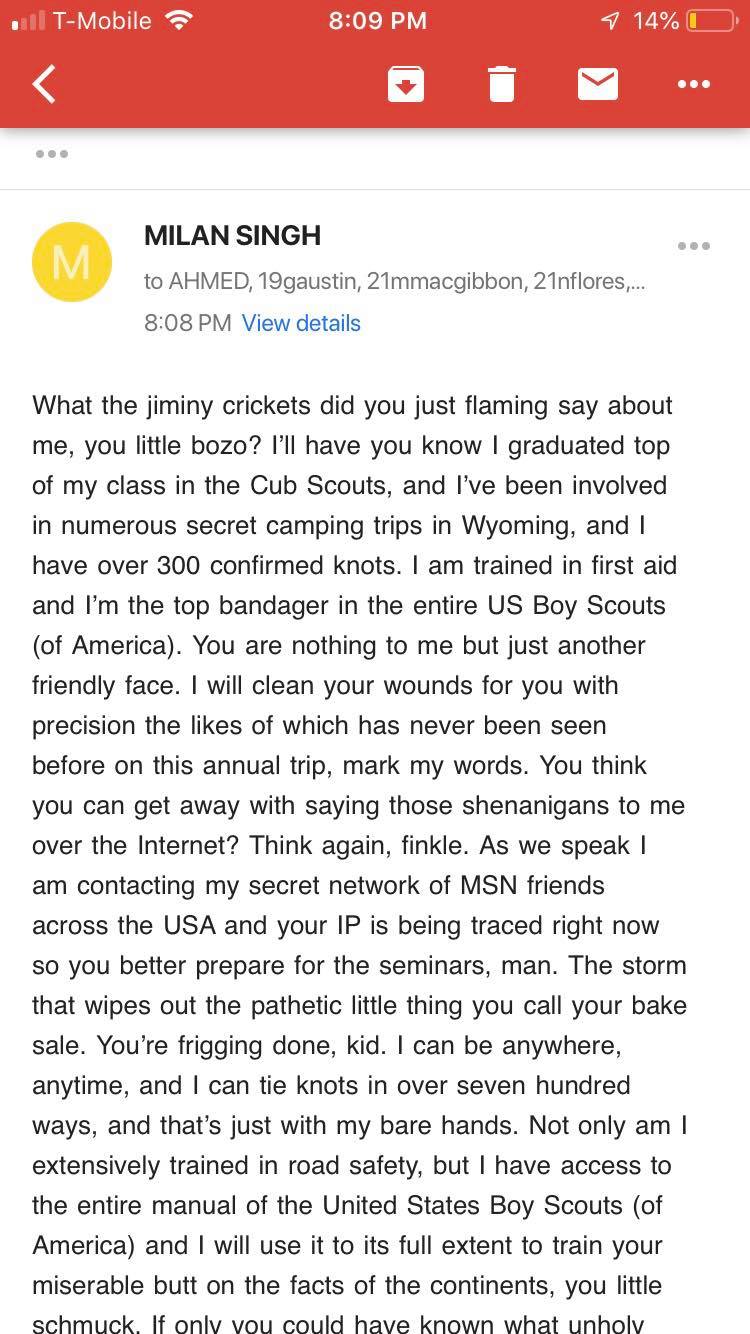 T-Mobile 8:09 PM 14%
M
MILAN SINGH
to AHMED, 19gaustin, 21mmacgibbon, 21nflores,...
8:08 PM View details
What the jiminy crickets did you just flaming say about
me, you little bozo? I’ll have you know I graduated top
of my class in the Cub Scouts, and I’ve been involved
in numerous secret camping trips in Wyoming, and I
have over 300 confirmed knots. I am trained in first aid
and I’m the top bandager in the entire US Boy Scouts
(of America). You are nothing to me but just another
friendly face. I will clean your wounds for you with
precision the likes of which has never been seen
before on this annual trip, mark my words. You think
you can get away with saying those shenanigans to me
over the Internet? Think again, finkle. As we speak I
am contacting my secret network of MSN friends
across the USA and your IP is being traced right now
so you better prepare for the seminars, man. The storm
that wipes out the pathetic little thing you call your bake
sale. You’re frigging done, kid. I can be anywhere,
anytime, and I can tie knots in over seven hundred
ways, and that’s just with my bare hands. Not only am I
extensively trained in road safety, but I have access to
the entire manual of the United States Boy Scouts (of
America) and I will use it to its full extent to train your
miserable butt on the facts of the continents, you little
schmuck. If only you could have known what unholy